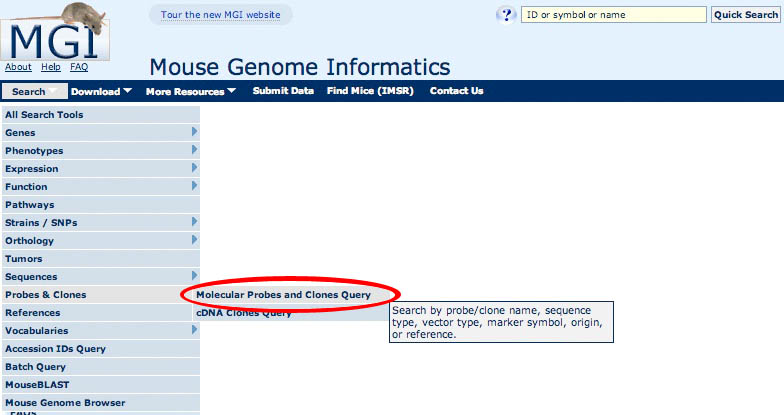 MGI
About Help FAQ
Tour the new MGI website
? ID or symbol or name Quick Search
Mouse Genome Informatics
Search Download More Resources Submit Data Find Mice (IMSR) Contact Us
All Search Tools
Genes
Phenotypes
Expression
Function
Pathways
Strains / SNPs
Orthology
Tumors
Sequences
Probes & Clones
Molecular Probes and Clones Query
References
cDNA Clones Query
Search by probe/clone name, sequence
type, vector type, marker symbol, origin,
or reference.
Vocabularies
Accession IDs Query
Batch Query
MouseBLAST
Mouse Genome Browser